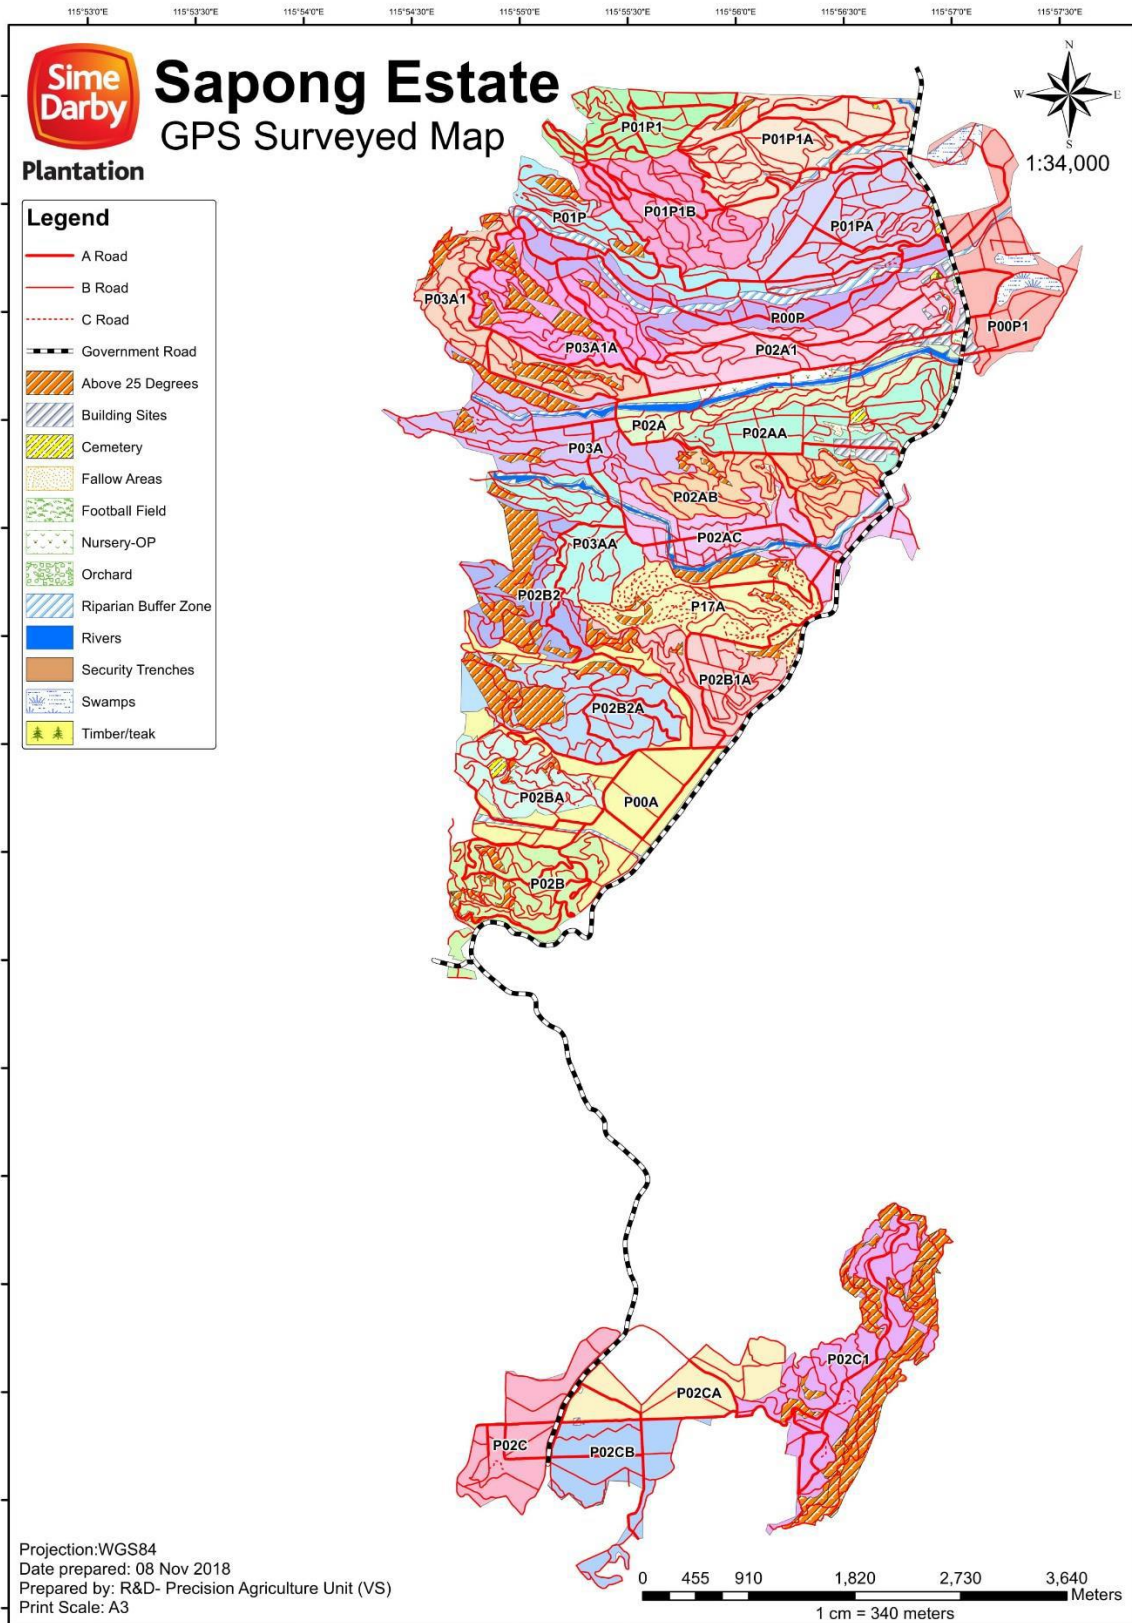 115°53'0"E 115°53'30"E 115°54'0"E 115°54'30"E 115°55'0"E 115°55'30"E 115°56'0"E 115°56'30"E 115°57'0"E 115°57'30"E
Sime
Darby
Plantation
Sapong Estate
GPS Surveyed Map
N
W E
S
1:34,000
Legend
A Road
B Road
C Road
Government Road
Above 25 Degrees
Building Sites
Cemetery
Fallow Areas
Football Field
Nursery-OP
Orchard
Riparian Buffer Zone
Rivers
Security Trenches
Swamps
Timber/teak
P01P1
P01P1A
P01P1B
P01P
P01PA
P03A1
P00P
P00P1
P03A1A
P02A1
P02A
P02AA
P03A
P02AB
P02AC
P03AA
P02B2
P17A
P02B1A
P02B2A
P02BA
P00A
P02B
P02C1
P02CA
P02C
P02CB
Projection:WGS84
Date prepared: 08 Nov 2018
Prepared by: R&D- Precision Agriculture Unit (VS)
Print Scale: A3
0 455 910 1,820 2,730 3,640
Meters
1 cm = 340 meters